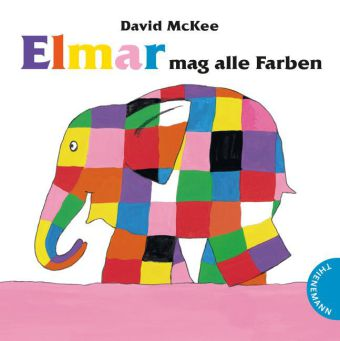 David McKee
Elmar mag alle Farben
THIENEMANN